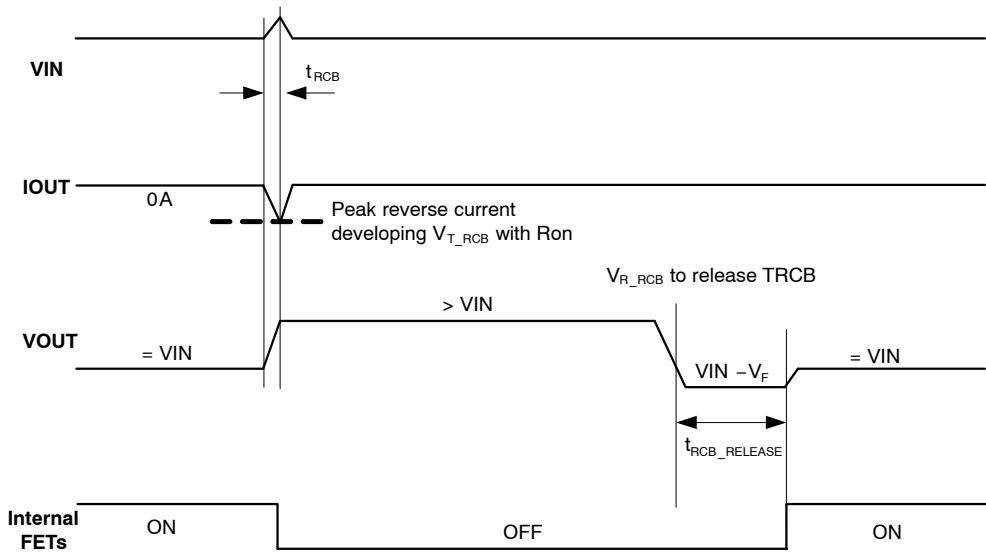 VIN
tRCB
IOUT
0A
Peak reverse current
developing VT_RCB with Ron
VR_RCB to release TRCB
> VIN
VOUT
= VIN
VIN −VF
= VIN
tRCB_RELEASE
Internal
FETs
ON
OFF
ON